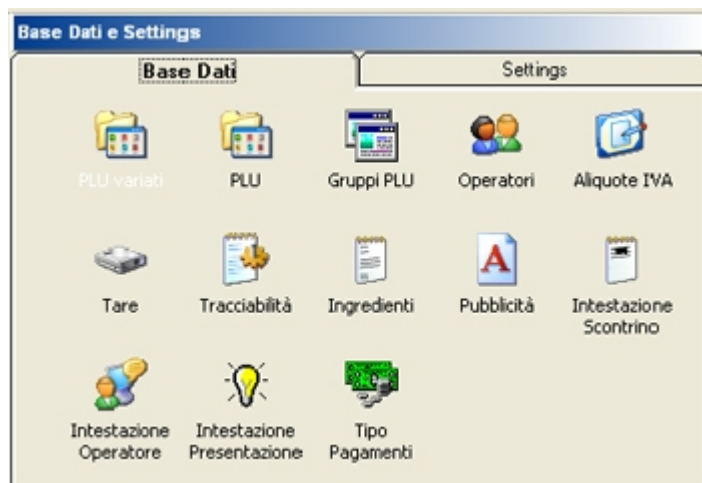 Base Dati e Settings
Base Dati
Settings
PLU variati
PLU
Gruppi PLU
Operatori
Aliquote IVA
Tare
Tracciabilità
Ingredienti
Pubblicità
Intestazione
Scontrino
Intestazione
Operatore
Intestazione
Presentazione
Tipo
Pagamenti